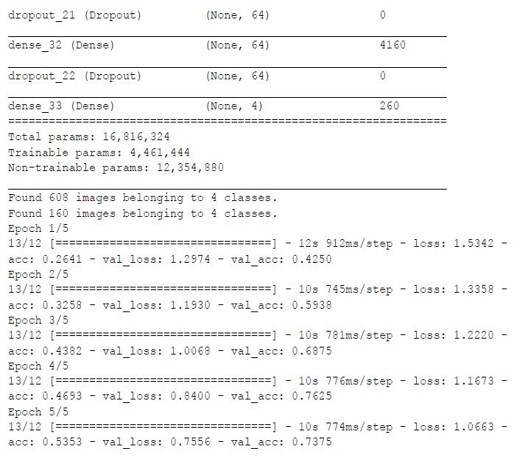 dropout_21 (Dropout) (None, 64) 0
dense_32 (Dense) (None, 64) 4160
dropout_22 (Dropout) (None, 64) 0
dense_33 (Dense) (None, 4) 260
=================================================================
Total params: 16,816,324
Trainable params: 4,461,444
Non-trainable params: 12,354,880
Found 608 images belonging to 4 classes.
Found 160 images belonging to 4 classes.
Epoch 1/5
13/12 [================================] - 12s 912ms/step - loss: 1.5342 -
acc: 0.2641 - val_loss: 1.2974 - val_acc: 0.4250
Epoch 2/5
13/12 [================================] - 10s 745ms/step - loss: 1.3358 -
acc: 0.3258 - val_loss: 1.1930 - val_acc: 0.5938
Epoch 3/5
13/12 [================================] - 10s 781ms/step - loss: 1.2220 -
acc: 0.4382 - val_loss: 1.0068 - val_acc: 0.6875
Epoch 4/5
13/12 [================================] - 10s 776ms/step - loss: 1.1673 -
acc: 0.4693 - val_loss: 0.8400 - val_acc: 0.7625
Epoch 5/5
13/12 [================================] - 10s 774ms/step - loss: 1.0663 -
acc: 0.5353 - val_loss: 0.7556 - val_acc: 0.7375